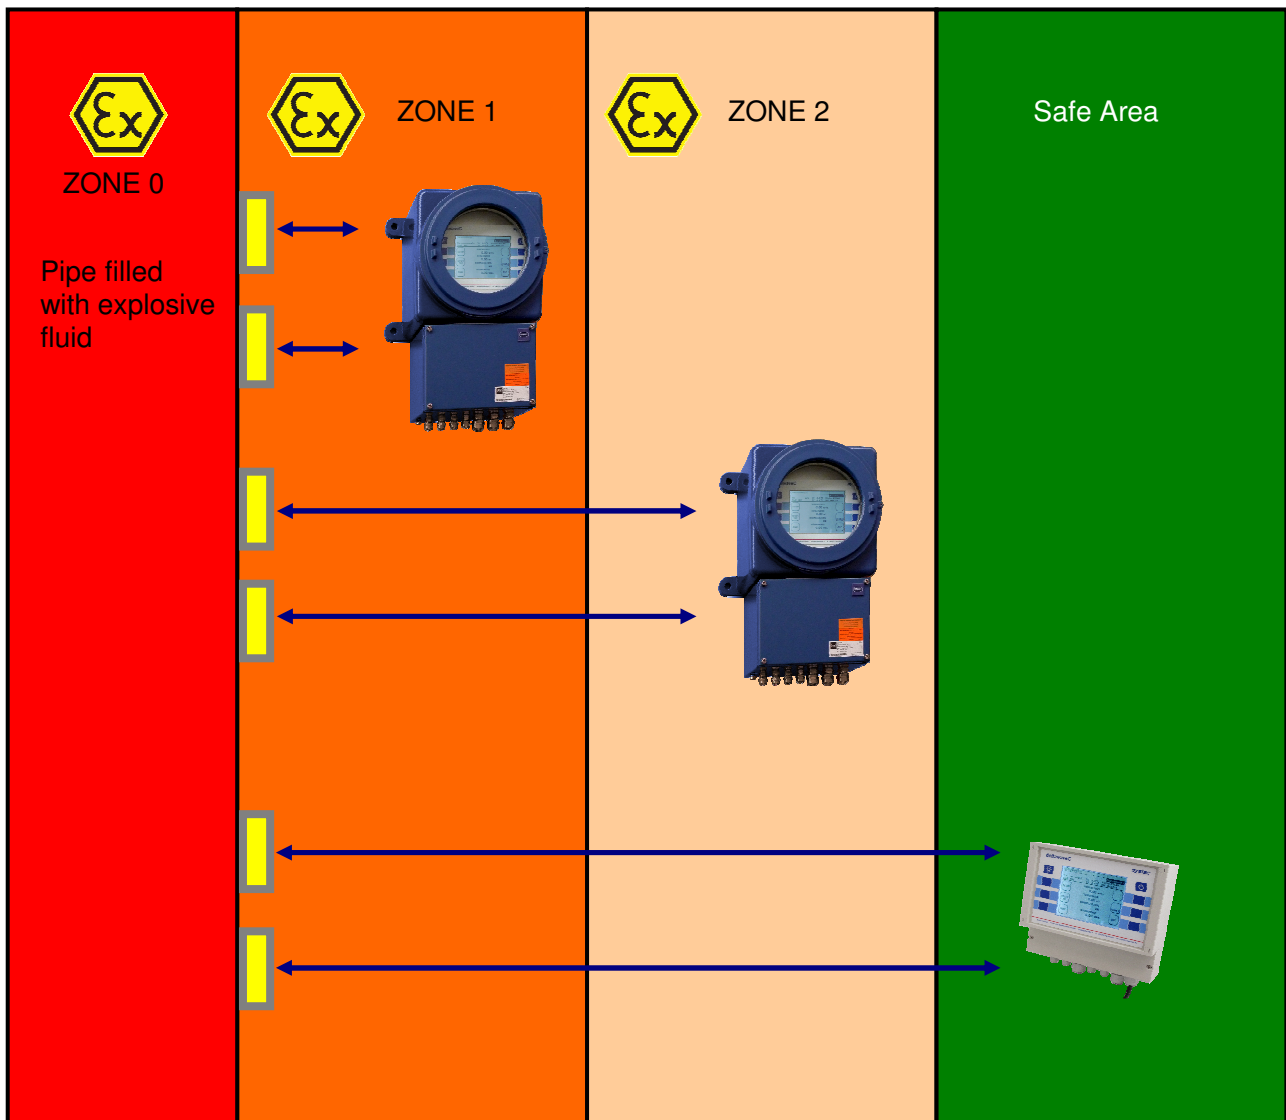 Ex
ZONE 0
Pipe filled
with explosive
fluid
Ex
ZONE 1
Ex
ZONE 2
Safe Area